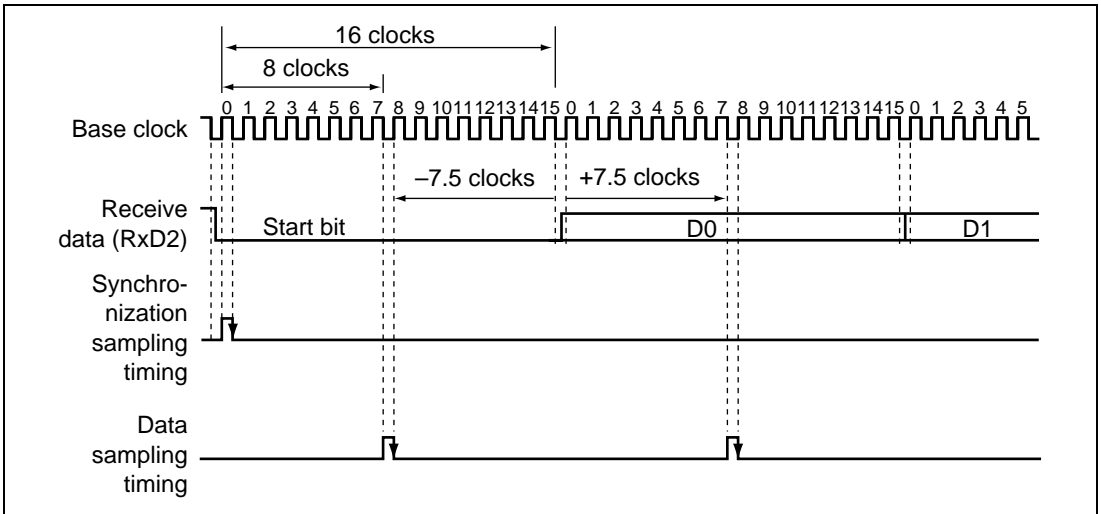 16 clocks
8 clocks
0 1 2 3 4 5 6 7 8 9 10 11 12 13 14 15 0 1 2 3 4 5 6 7 8 9 10 11 12 13 14 15 0 1 2 3 4 5
Base clock
–7.5 clocks +7.5 clocks
Receive
data (RxD2)
Start bit D0 D1
Synchro-
nization
sampling
timing
Data
sampling
timing